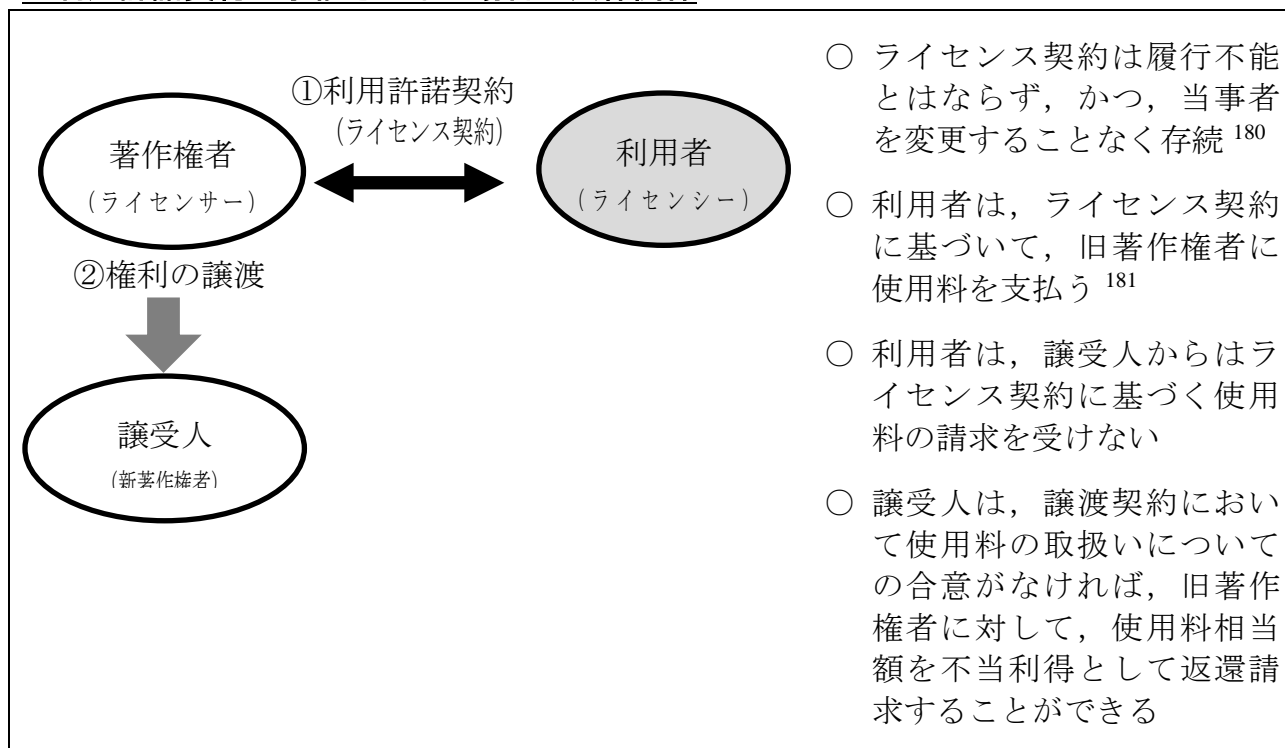 ①利用許諾契約
(ライセンス契約)
著作権者
(ライセンサー)
利用者
(ライセンシー)
②権利の譲渡
譲受人
(新著作権者)
○ ライセンス契約は履行不能
とはならず，かつ，当事者
を変更することなく存続 180
○ 利用者は，ライセンス契約
に基づいて，旧著作権者に
使用料を支払う 181
○ 利用者は，譲受人からはラ
イセンス契約に基づく使用
料の請求を受けない
○ 譲受人は，譲渡契約におい
て使用料の取扱いについて
の合意がなければ，旧著作
権者に対して，使用料相当
額を不当利得として返還請
求することができる